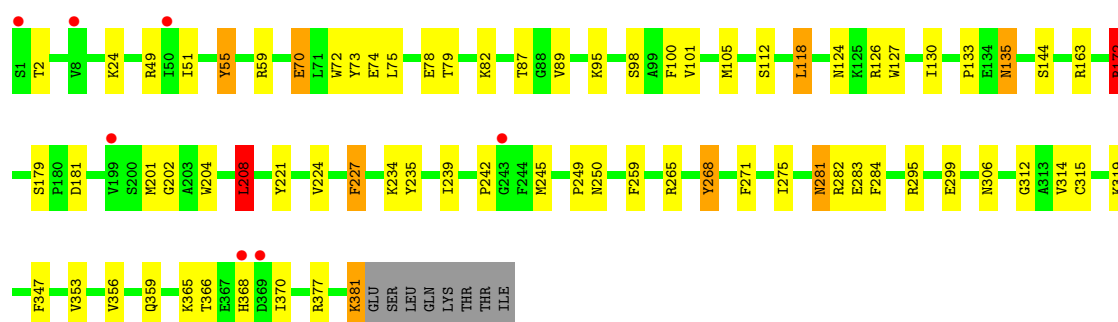 S1 T2 V8 K24 R49 I50 I51 Y55 R59 E70 L71 W72 Y73 E74 L75 E78 T79 K82 T87 G88 V89 K95 S98 A99 F100 V101 M105 S112 L118 N124 K125 R126 W127 I130 P133 E134 N135 S144 R163
S179 P180 D181 V199 S200 M201 G202 A203 W204 L208 Y221 V224 F227 K234 Y235 I239 P242 G243 F244 M245 P249 N250 F259 R265 Y268 F271 I275 N281 R282 E283 F284 R295 E299 N306 G312 A313 V314 C315 K319
F347 V353 V356 Q359 K365 T366 E367 H368 D369 I370 R377 K381 GLU SER LEU GLN LYS THR THR ILE